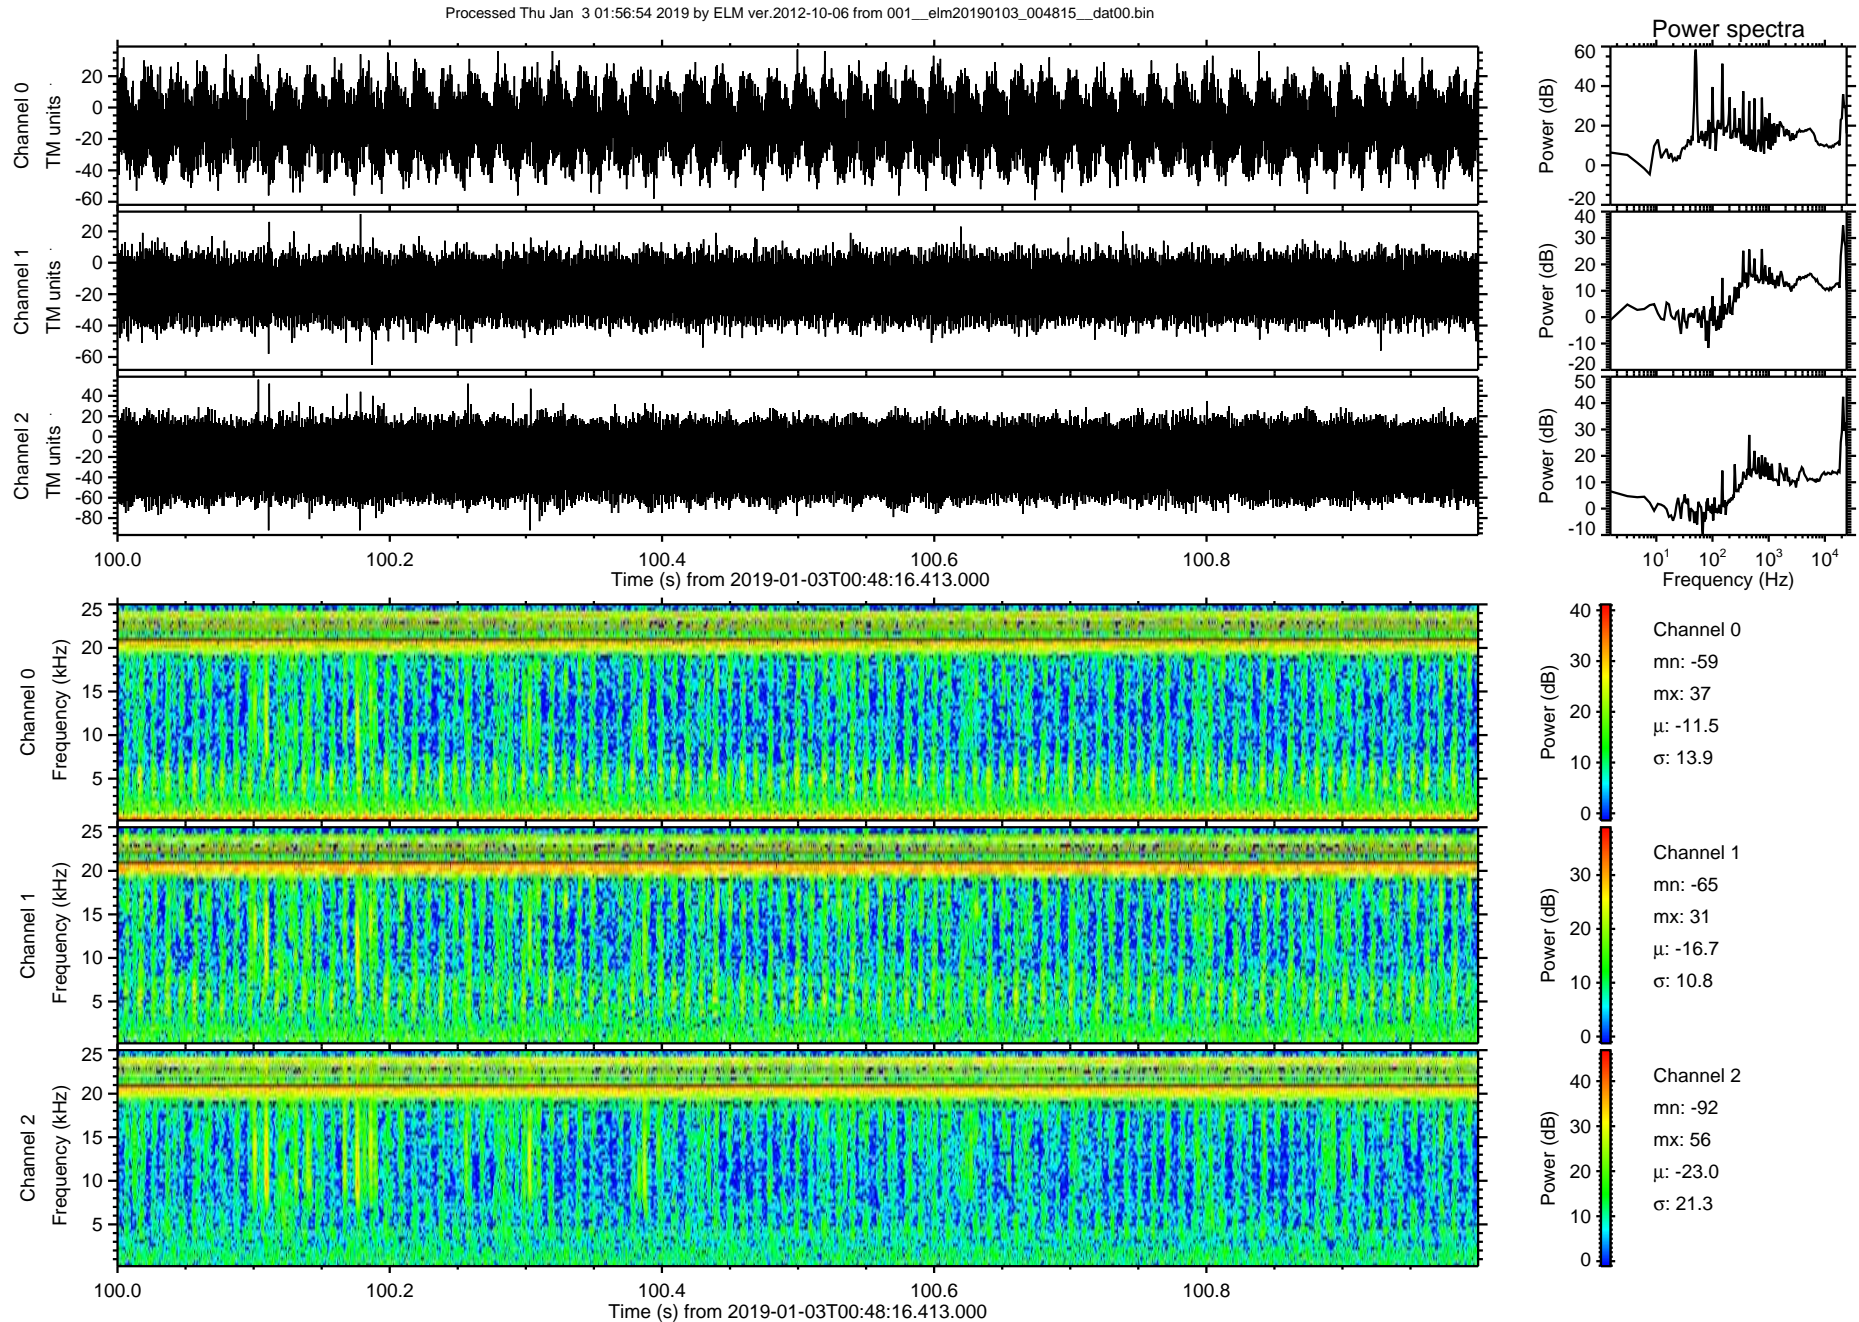 Processed Thu Jan  3 01:56:54 2019 by ELM ver.2012-10-06 from 001__elm20190103_004815__dat00.bin
Power spectra
Channel 0
TM units
20
0
-20
-40
-60
Power (dB)
60
40
20
0
-20
Channel 1
TM units
20
0
-20
-40
-60
Power (dB)
40
30
20
10
0
-10
-20
Channel 2
TM units
40
20
0
-20
-40
-60
-80
Power (dB)
50
40
30
20
10
0
-10
100.0 100.2 100.4 100.6 100.8
Time (s) from 2019-01-03T00:48:16.413.000
10^1 10^2 10^3 10^4
Frequency (Hz)
Channel 0
Frequency (kHz)
25
20
15
10
5
Power (dB)
40
30
20
10
0
Channel 0
mn: -59
mx: 37
μ: -11.5
σ: 13.9
Channel 1
Frequency (kHz)
25
20
15
10
5
Power (dB)
30
20
10
0
Channel 1
mn: -65
mx: 31
μ: -16.7
σ: 10.8
Channel 2
Frequency (kHz)
25
20
15
10
5
Power (dB)
40
30
20
10
0
Channel 2
mn: -92
mx: 56
μ: -23.0
σ: 21.3
100.0 100.2 100.4 100.6 100.8
Time (s) from 2019-01-03T00:48:16.413.000